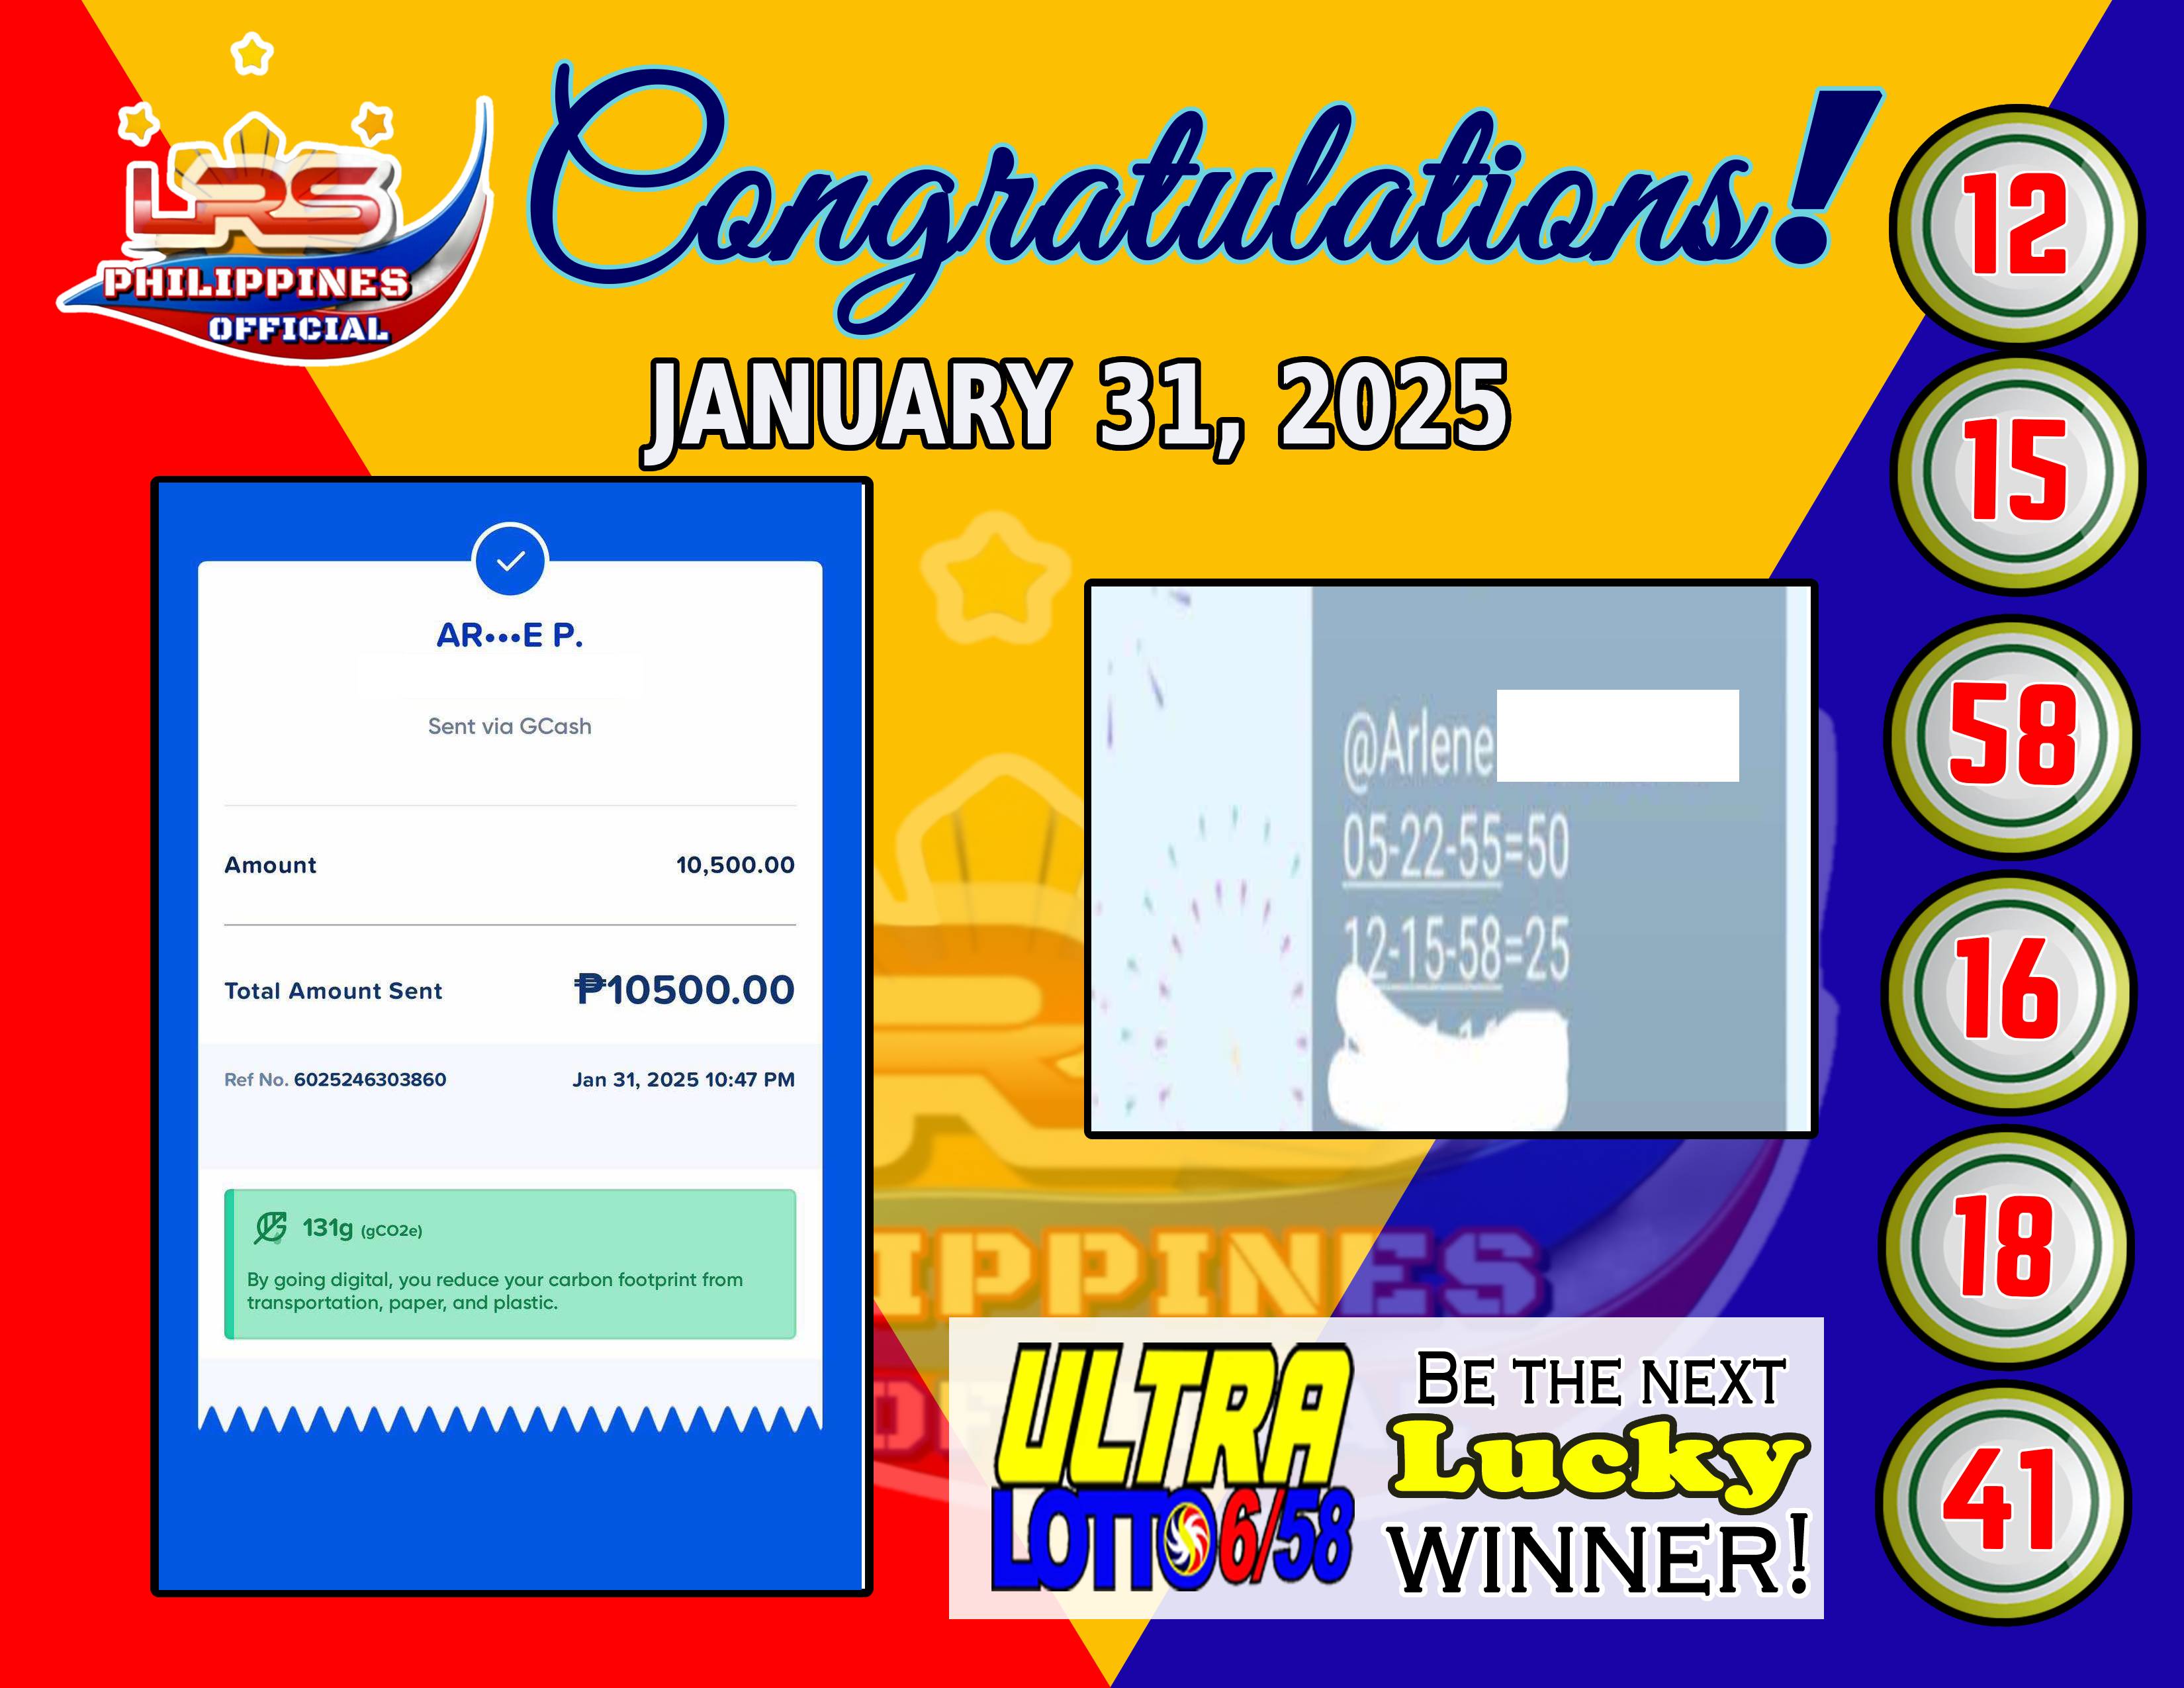 LRS
PHILIPPINES
OFFICIAL
Congratulations!
JANUARY 31, 2025
AR•••E P.
Sent via GCash
Amount 10,500.00
Total Amount Sent ₱10500.00
Ref No. 6025246303860 Jan 31, 2025 10:47 PM
131g (gCO2e)
By going digital, you reduce your carbon footprint from
transportation, paper, and plastic.
@Arlene
05-22-55=50
12-15-58=25
12
15
58
16
18
41
ULTRA
LOTTO 6/58
BE THE NEXT
Lucky
WINNER!